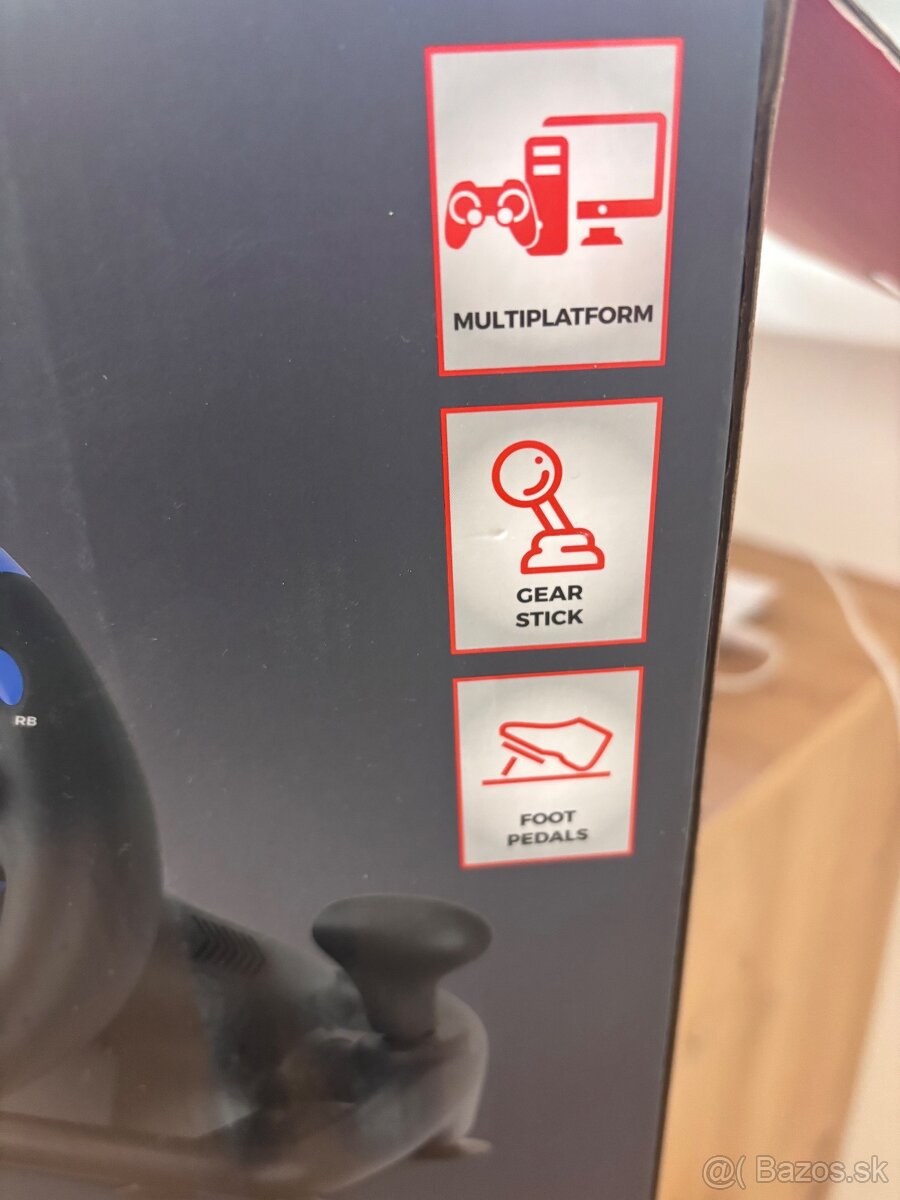 MULTIPLATFORM
GEAR
STICK
RB
FOOT
PEDALS
@( Bazos.sk